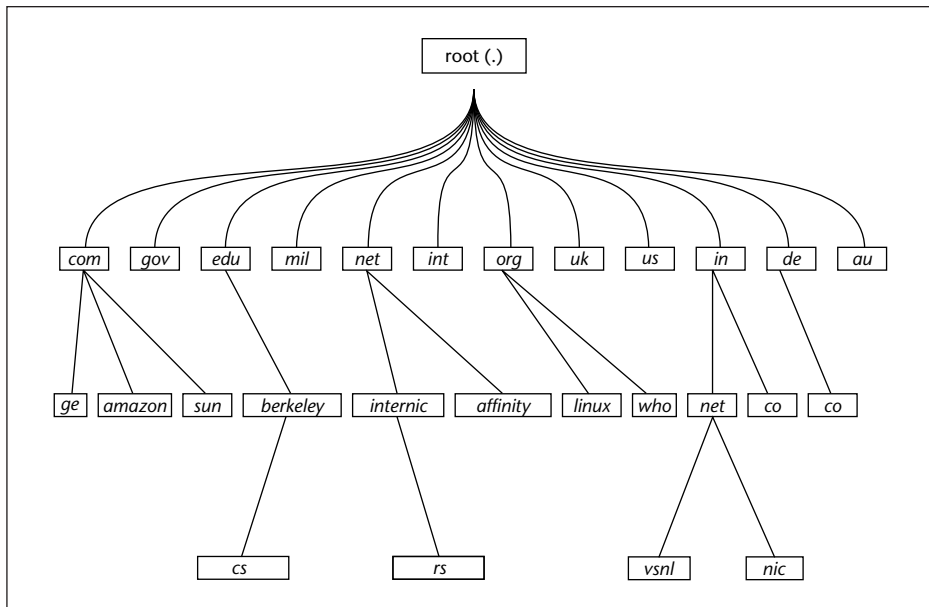 root (.)
com gov edu mil net int org uk us in de au
ge amazon sun berkeley internic affinity linux who net co co
cs rs vsnl nic